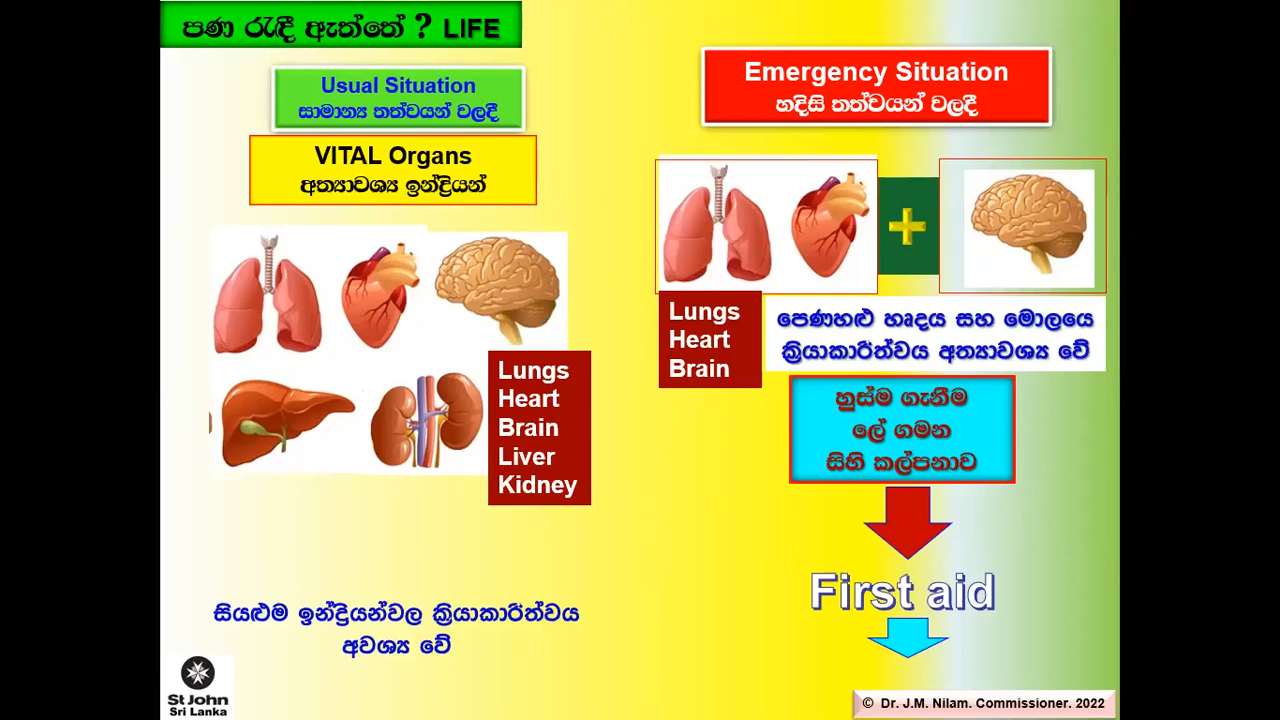 පණ රැඳී ඇත්තේ ? LIFE
Usual Situation
සාමාන්‍ය තත්වයන් වලදී
VITAL Organs
අත්‍යාවශ්‍ය ඉන්ද්‍රියන්
Lungs
Heart
Brain
Liver
Kidney
සියළුම ඉන්ද්‍රියන්වල ක්‍රියාකාරිත්වය
අවශ්‍ය වේ
St John
Sri Lanka
Emergency Situation
හදිසි තත්වයන් වලදී
Lungs
Heart
Brain
පෙණහළු හෘදය සහ මොලයෙ
ක්‍රියාකාරිත්වය අත්‍යාවශ්‍ය වේ
හුස්ම ගැනීම
ලේ ගමන
සිහි කල්පනාව
First aid
© Dr. J.M. Nilam. Commissioner. 2022